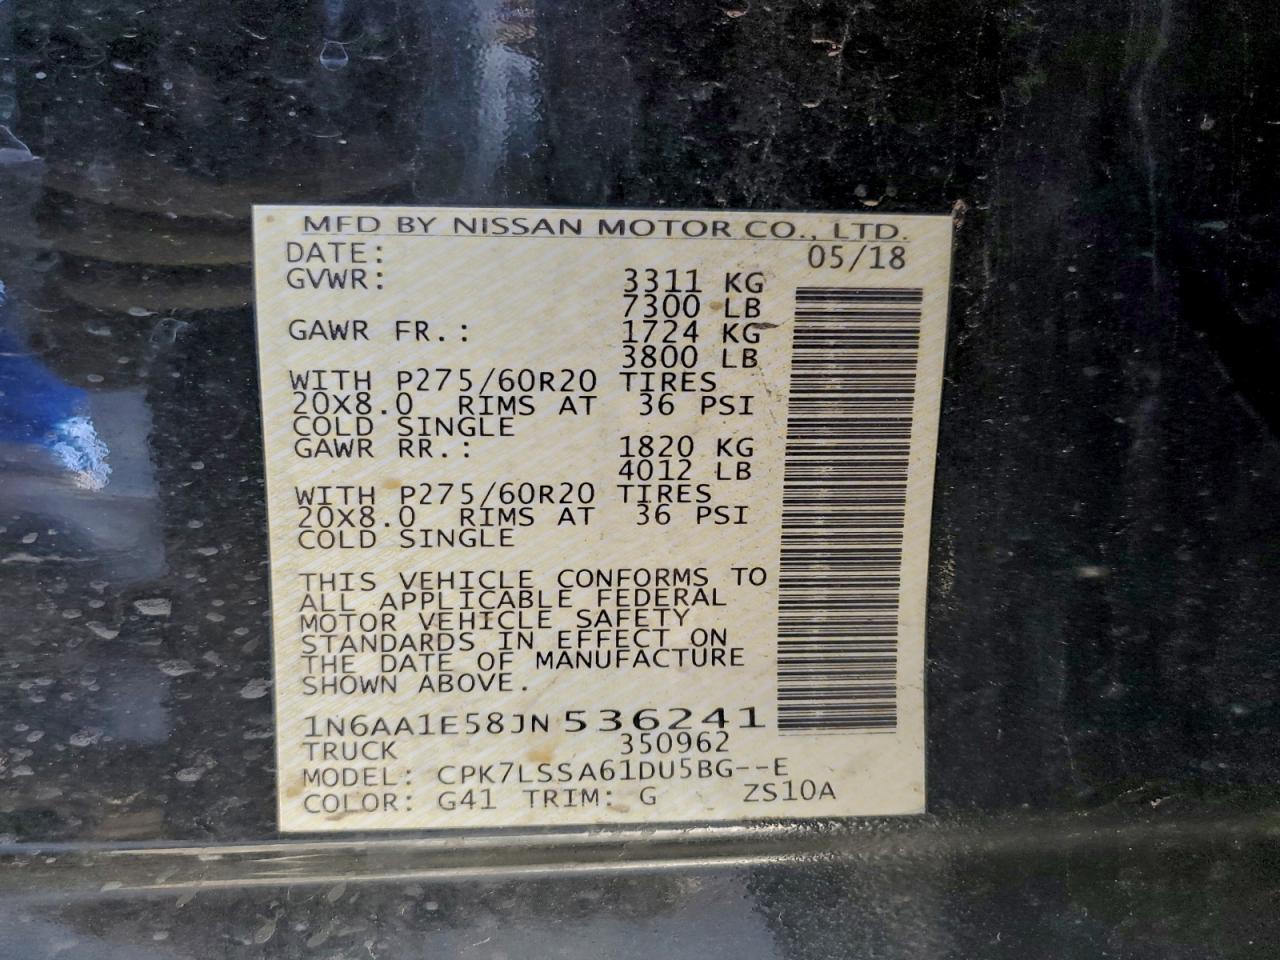 MFD BY NISSAN MOTOR CO., LTD.
DATE: 05/18
GVWR: 3311 KG
7300 LB
GAWR FR.: 1724 KG
3800 LB
WITH P275/60R20 TIRES
20X8.0 RIMS AT 36 PSI
COLD SINGLE
GAWR RR.: 1820 KG
4012 LB
WITH P275/60R20 TIRES
20X8.0 RIMS AT 36 PSI
COLD SINGLE
THIS VEHICLE CONFORMS TO
ALL APPLICABLE FEDERAL
MOTOR VEHICLE SAFETY
STANDARDS IN EFFECT ON
THE DATE OF MANUFACTURE
SHOWN ABOVE.
1N6AA1E58JN536241
TRUCK 350962
MODEL: CPK7LSSA61DU5BG--E
COLOR: G41 TRIM: G ZS10A